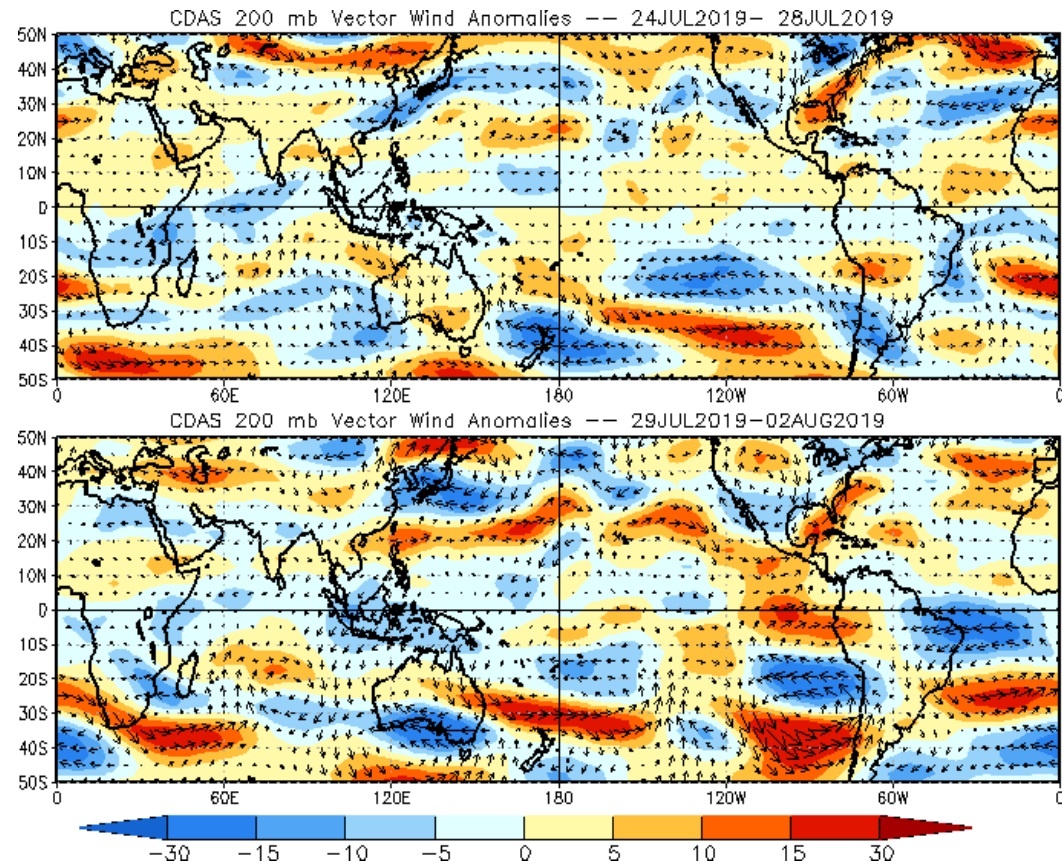 CDAS 200 mb Vector Wind Anomalies -- 24JUL2019- 28JUL2019
50N
40N
30N
20N
10N
0
10S
20S
30S
40S
50S
0 60E 120E 180 120W 60W 0
CDAS 200 mb Vector Wind Anomalies -- 29JUL2019-02AUG2019
50N
40N
30N
20N
10N
0
10S
20S
30S
40S
50S
0 60E 120E 180 120W 60W 0
-30 -15 -10 -5 0 5 10 15 30